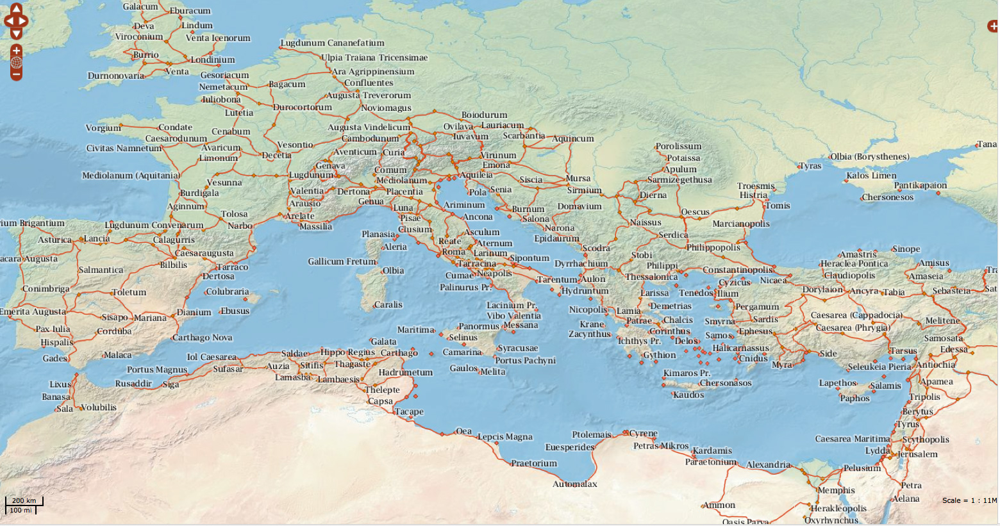 Galacum
Eburacum
Deva
Lindum
Viroconium
Venta Icenorum
Burrio
Londinium
Durnonovaria
Venta
Lugdunum Cananefatium
Ulpia Traiana Tricensimae
Ara Agrippinensium
Gesoriacum
Nemetacum
Bagacum
Confluentes
Iuliobona
Augusta Treverorum
Durocortorum
Noviomagus
Lutetia
Boiodurum
Vorgium
Condate
Cenabum
Augusta Vindelicum
Ovilava
Lauriacum
Caesarodunum
Cambodunum
Iuvavum
Scarbantia
Aquincum
Civitas Namnetum
Avaricum
Vesontio
Limonum
Decetia
Aventicum
Curia
Virunum
Porolissum
Potaissa
Olbia (Borysthenes)
Tana
Genava
Comum
Emona
Apulum
Tyras
Mediolanum (Aquitania)
Lugdunum
Mediolanum
Aquileia
Siscia
Mursa
Sarmizegethusa
Kalos Limen
Vesunna
Valentia
Dertona
Placentia
Pola
Senia
Sirmium
Troesmis
Pantikapaion
Burdigala
Arausio
Genua
Dierna
Histria
Chersonesos
Aginnum
Luna
Ariminum
Burnum
Domavium
Tomis
Tolosa
Arelate
Pisae
Ancona
Salona
Oescus
ium Brigantium
Lugdunum Convenarum
Narbo
Massilia
Clusium
Narona
Naissus
Marcianopolis
Asturica
Lancia
Calagurris
Planasia
Asculum
Epidaurum
Serdica
Caesaraugusta
Aleria
Reate
Aternum
Scodra
Philippopolis
Sinope
acara Augusta
Roma
Larinum
Stobi
Amastris
Salmantica
Bilbilis
Tarraco
Gallicum Fretum
Tarracina
Sipontum
Dyrrhachium
Philippi
Constantinopolis
Heraclea Pontica
Amisus
Tra
Dertosa
Olbia
Cumae
Neapolis
Tarentum
Aulon
Thessalonica
Cyzicus
Nicaea
Claudiopolis
Amaseia
Conimbriga
Toletum
Colubraria
Palinurus Pr.
Hydruntum
Larissa
Tenedos
Ilium
Dorylaion
Ancyra
Tabia
Sebasteia
Sat
Emerita Augusta
Sisapo
Mariana
Dianium
Ebusus
Caralis
Lacinium Pr.
Nicopolis
Lamia
Demetrias
Pergamum
Vibo Valentia
Patrae
Chalcis
Smyrna
Sardis
Caesarea (Cappadocia)
Melitene
Pax Iulia
Corduba
Maritima
Panormus
Messana
Krane
Corinthus
Samos
Ephesus
Caesarea (Phrygia)
Hispalis
Carthago Nova
Selinus
Zacynthus
Ichthys Pr.
Delos
Samosata
Galata
Syracusae
Halicarnassus
Tarsus
Edessa
Gades
Malaca
Iol Caesarea
Saldae
Hippo Regius
Carthago
Camarina
Portus Pachyni
Gythion
Cnidus
Myra
Side
Portus Magnus
Sufasar
Auzia
Sitifis
Thagaste
Gaulos
Melita
Seleukeia Pieria
Antiochia
Lixus
Rusaddir
Siga
Lamasba
Lambaesis
Hadrumetum
Kimaros Pr.
Chersonasos
Lapethos
Salamis
Apamea
Banasa
Thelepte
Kaudos
Paphos
Tripolis
Sala
Volubilis
Capsa
Tacape
Berytus
Tyrus
Oea
Lepcis Magna
Ptolemais
Cyrene
Caesarea Maritima
Scythopolis
Euesperides
Petras Mikros
Kardamis
Lydda
Jerusalem
Praetorium
Paraetonium
Alexandria
Pelusium
Automalax
Petra
Memphis
Aelana
200 km
100 mi
Scale = 1 : 11M
Ammon
Herakleopolis
Oasis Parva
Oxyrhynchus